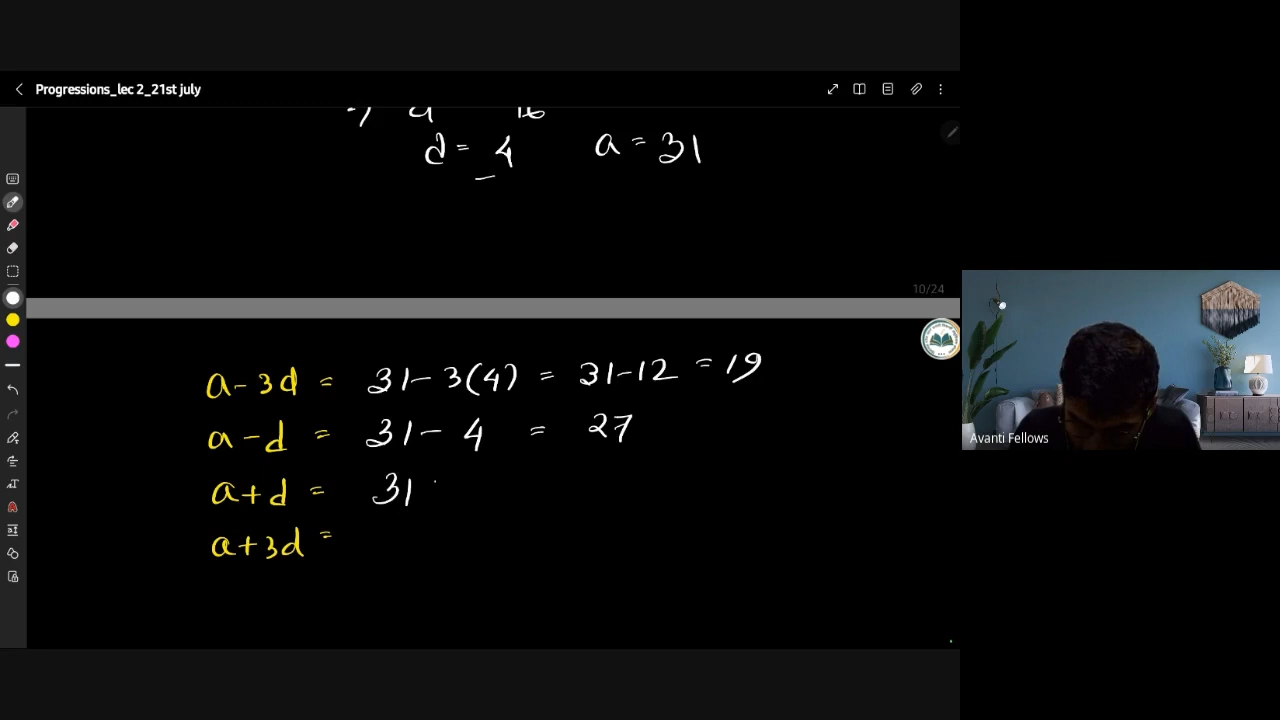 Progressions_lec 2_21st july
d = 4 a = 31
10/24
a - 3d = 31 - 3(4) = 31 - 12 = 19
a - d = 31 - 4 = 27
a + d = 31
a + 3d =
Avanti Fellows